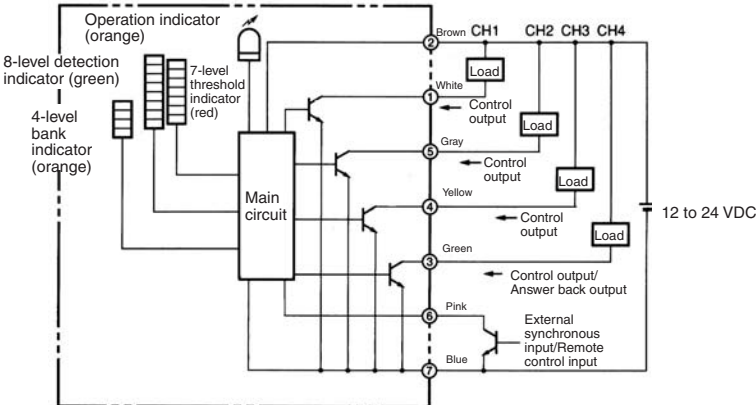 Operation indicator
(orange)
8-level detection
indicator (green)
7-level
threshold
indicator
(red)
4-level
bank
indicator
(orange)
Main
circuit
2
Brown
CH1
CH2
CH3
CH4
Load
1
White
Control
output
Load
5
Gray
Control
output
Load
4
Yellow
Control
output
12 to 24 VDC
Load
3
Green
Control output/
Answer back output
6
Pink
External
synchronous
input/Remote
control input
7
Blue